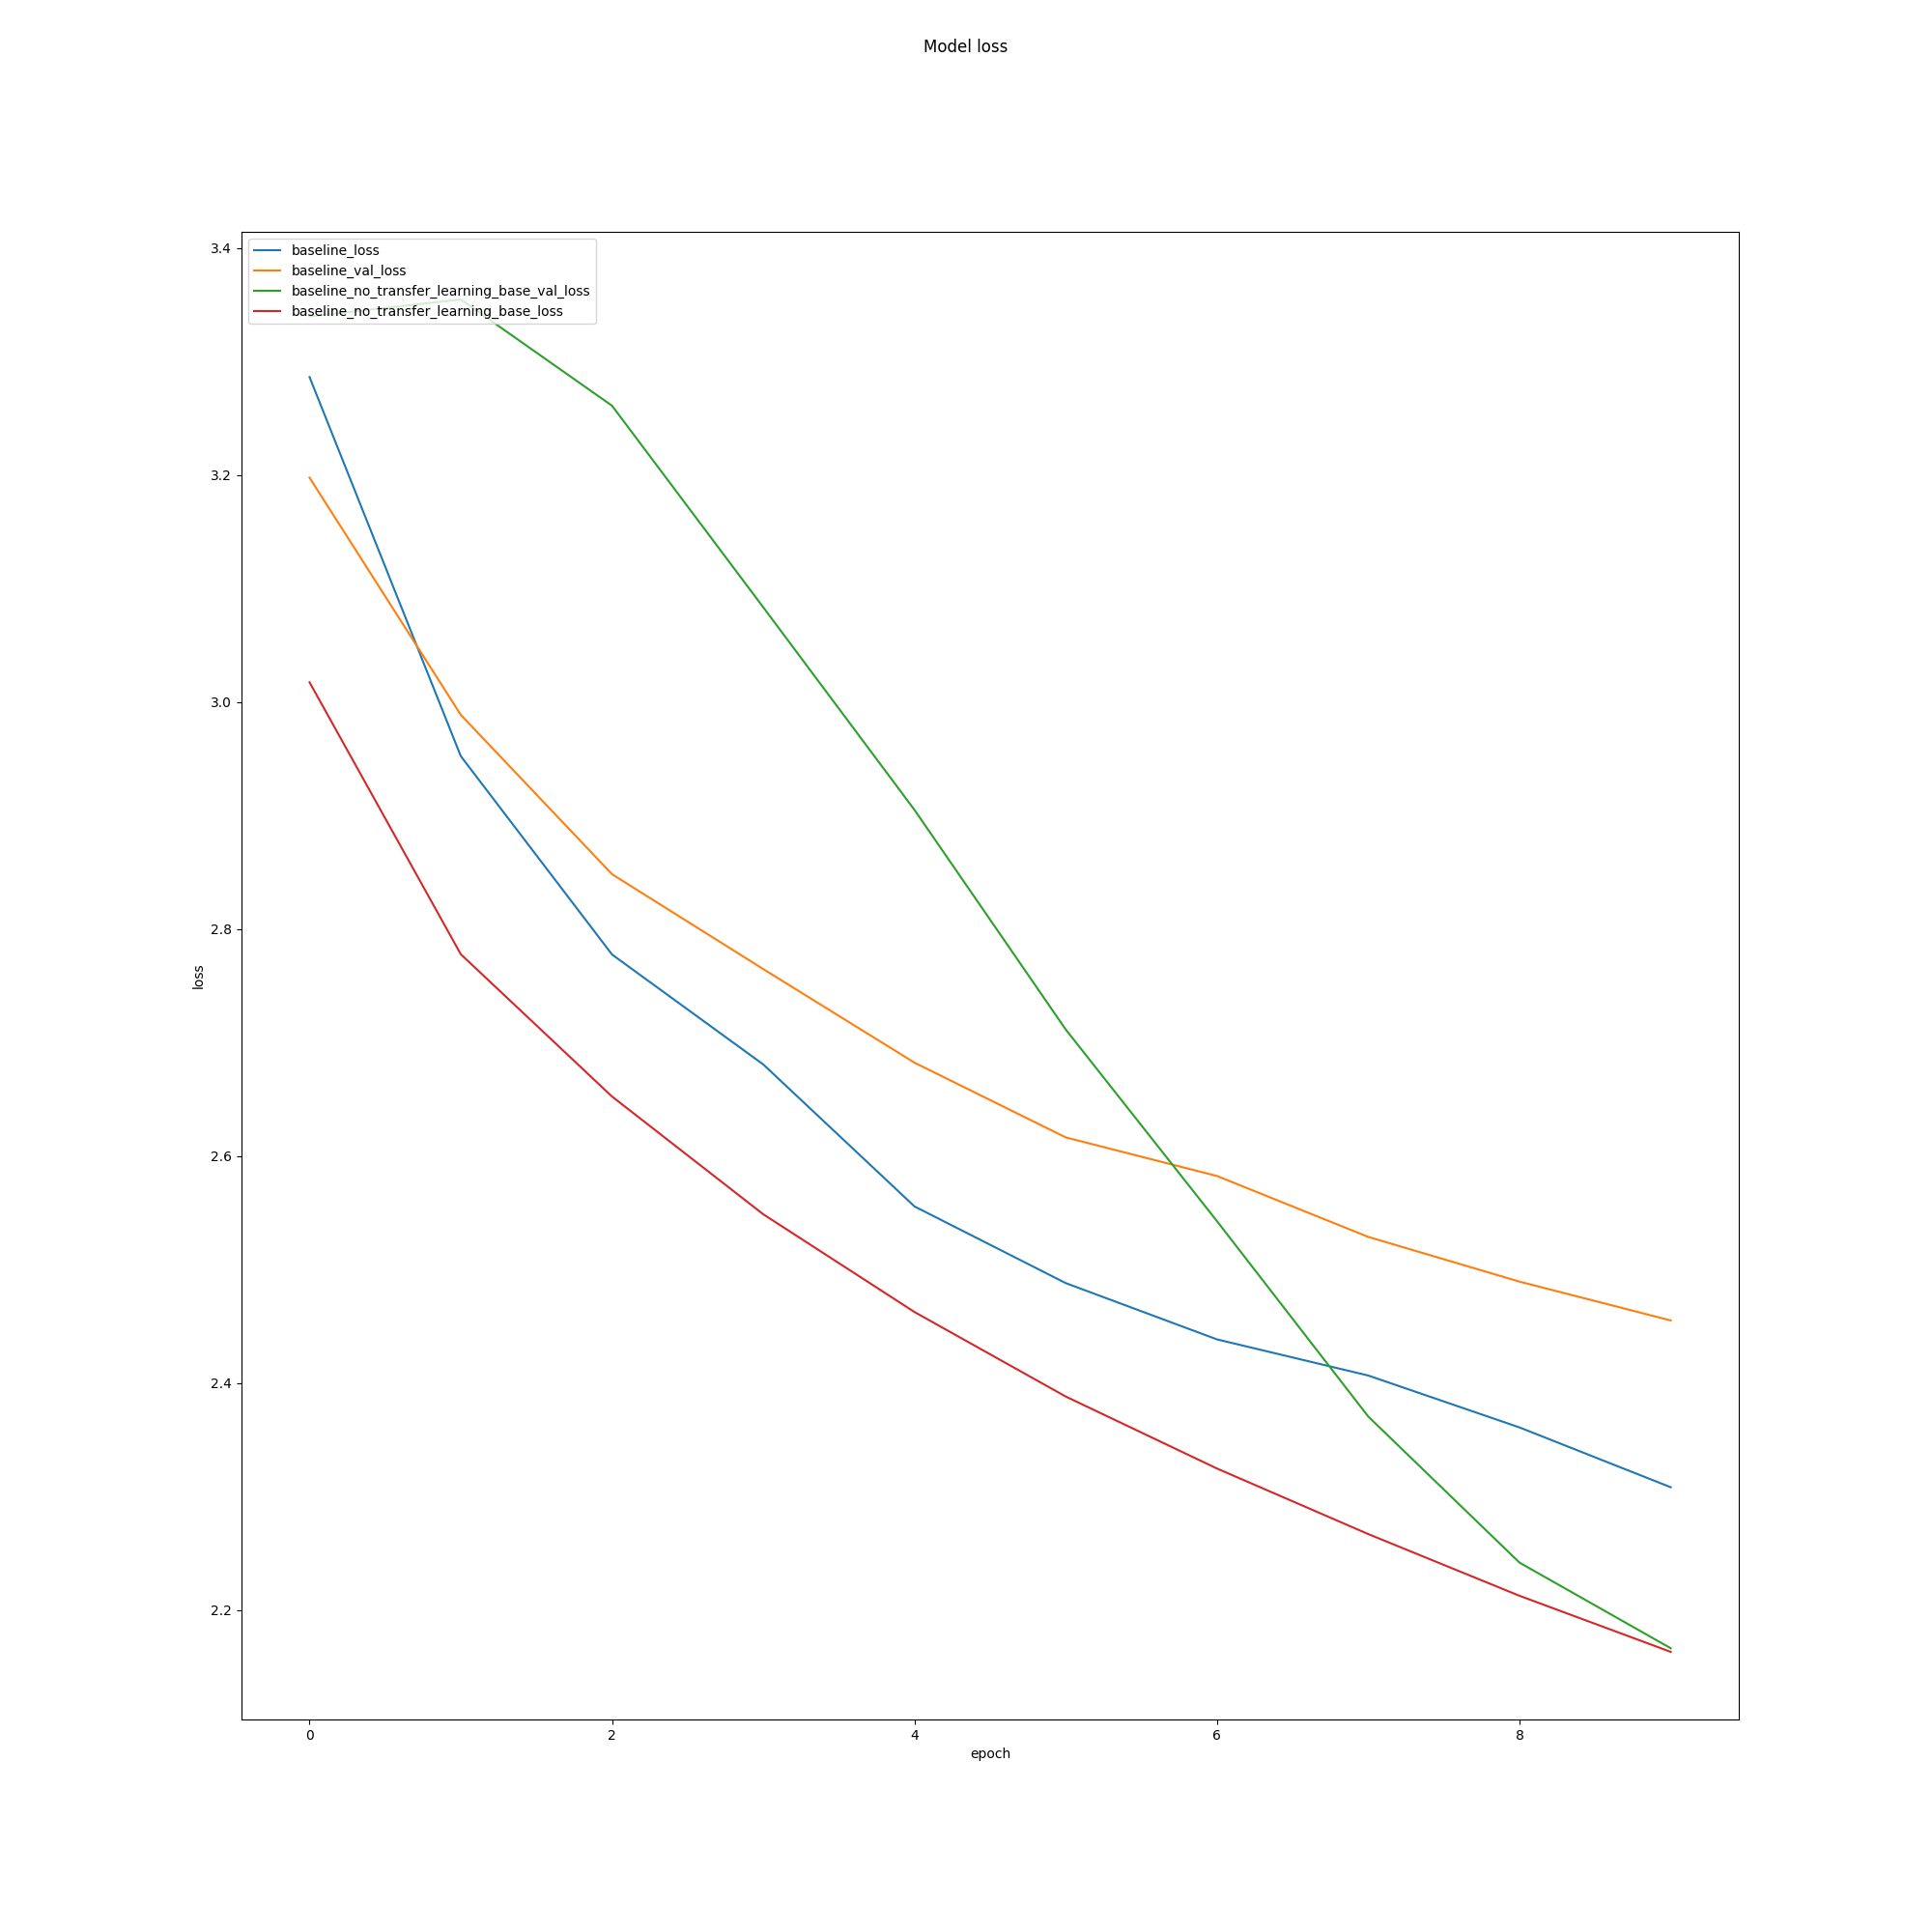 Model loss
baseline_loss
baseline_val_loss
baseline_no_transfer_learning_base_val_loss
baseline_no_transfer_learning_base_loss
3.4
3.2
3.0
2.8
2.6
2.4
2.2
loss
0 2 4 6 8
epoch